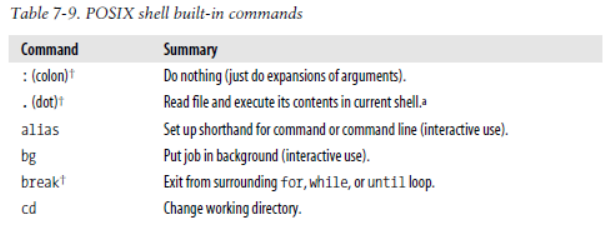 Table 7-9. POSIX shell built-in commands
Command Summary
: (colon)† Do nothing (just do expansions of arguments).
. (dot)† Read file and execute its contents in current shell.a
alias Set up shorthand for command or command line (interactive use).
bg Put job in background (interactive use).
break† Exit from surrounding for, while, or until loop.
cd Change working directory.